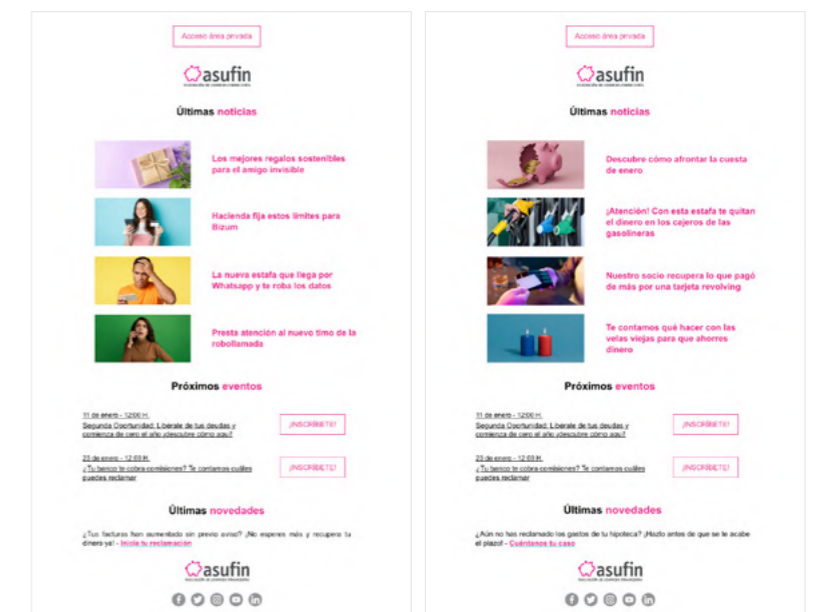 Acceso área privada
asufin
Últimas noticias
Los mejores regalos sostenibles
para el amigo invisible
Hacienda fija estos límites para
Bizum
La nueva estafa que llega por
Whatsapp y te roba los datos
Presta atención al nuevo timo de la
robollamada
Próximos eventos
11 de enero - 12:00 H.
Segunda Oportunidad: Libérate de tus deudas y
comienza de cero el año ¡descubre cómo aquí!
¡INSCRÍBETE!
23 de enero - 12:00 H.
¿Tu banco te cobra comisiones? Te contamos cuáles
puedes reclamar
¡INSCRÍBETE!
Últimas novedades
¿Tus facturas han aumentado sin previo aviso? ¡No esperes más y recupera tu
dinero ya! - Inicia tu reclamación
asufin
Acceso área privada
asufin
Últimas noticias
Descubre cómo afrontar la cuesta
de enero
¡Atención! Con esta estafa te quitan
el dinero en los cajeros de las
gasolineras
Nuestro socio recupera lo que pagó
de más por una tarjeta revolving
Te contamos qué hacer con las
velas viejas para que ahorres
dinero
Próximos eventos
11 de enero - 12:00 H.
Segunda Oportunidad: Libérate de tus deudas y
comienza de cero el año ¡descubre cómo aquí!
¡INSCRÍBETE!
23 de enero - 12:00 H.
¿Tu banco te cobra comisiones? Te contamos cuáles
puedes reclamar
¡INSCRÍBETE!
Últimas novedades
¿Aún no has reclamado los gastos de tu hipoteca? ¡Hazlo antes de que se te acabe
el plazo! - Cuéntanos tu caso
asufin